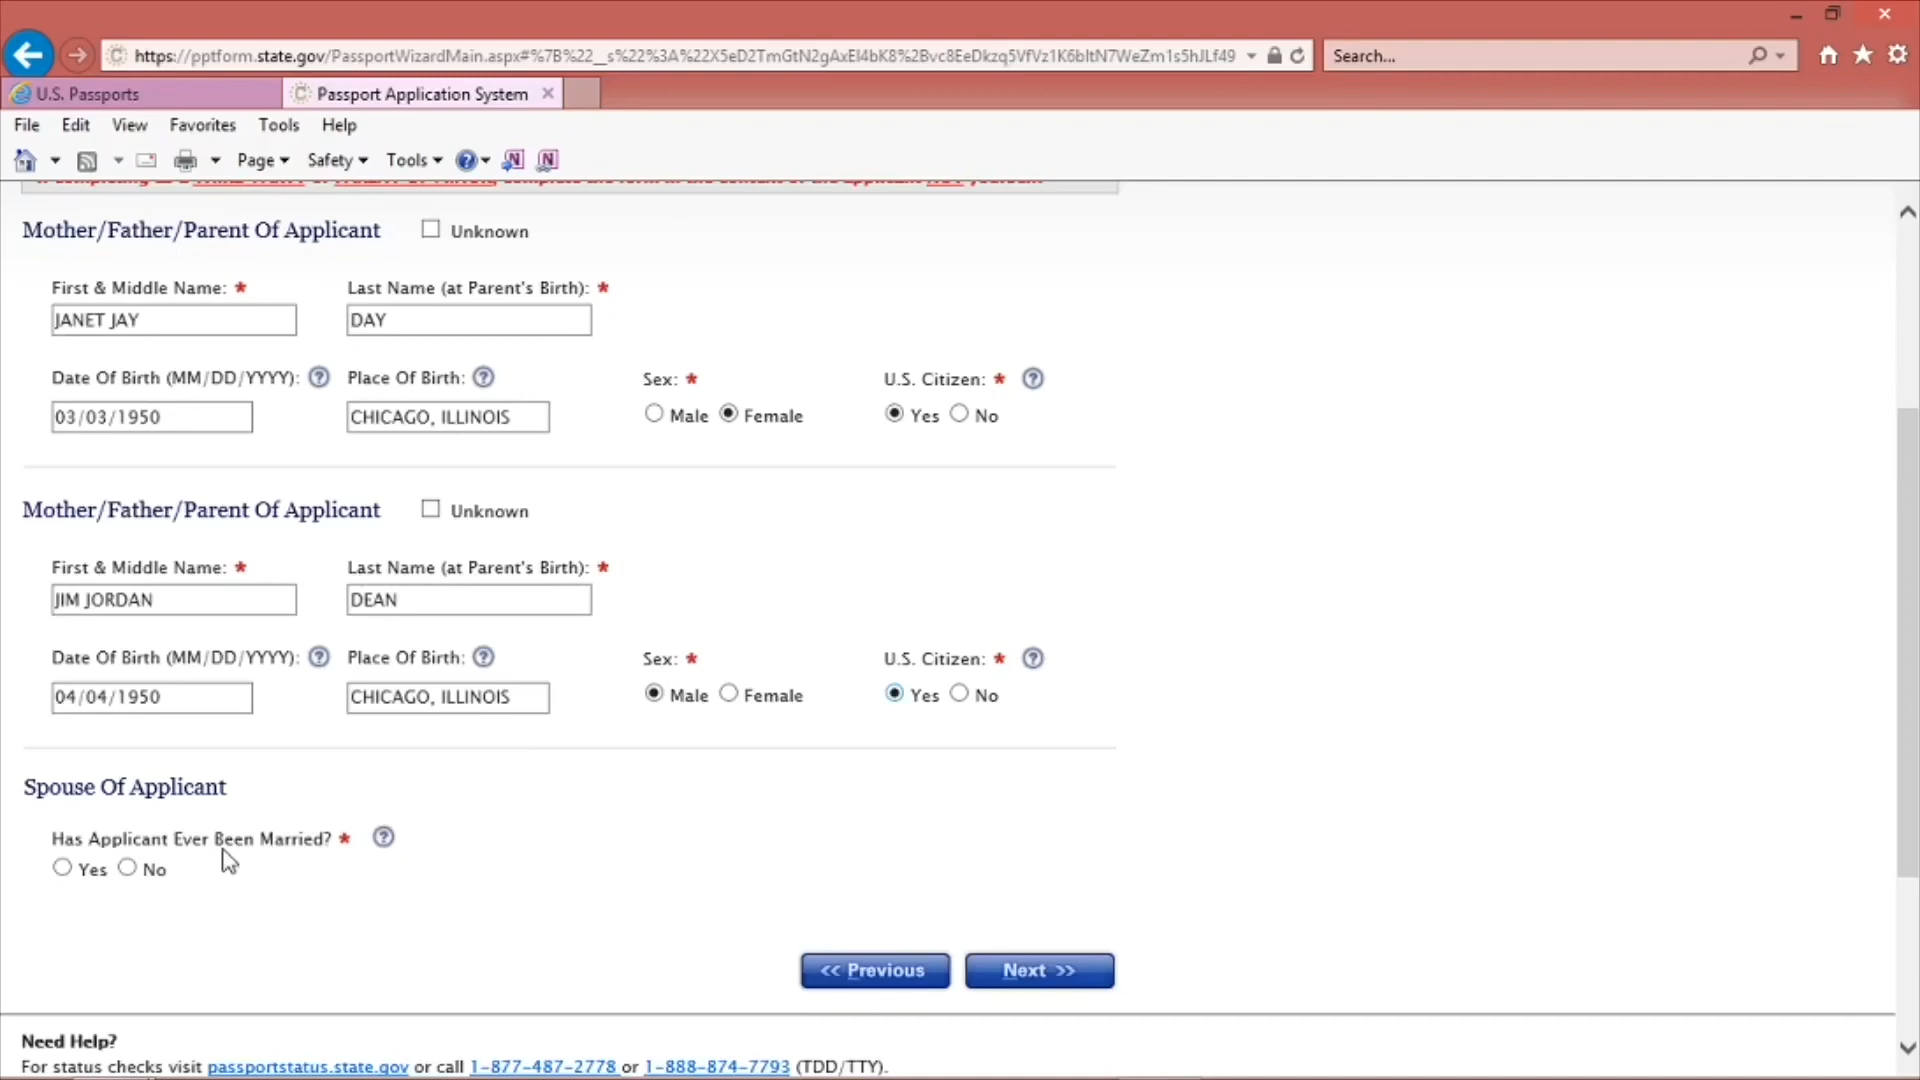 https://pptform.state.gov/PassportWizardMain.aspx#%7B%22__s%22%3A%22X5eD2TmGtN2gAxEI4bK8%2Bvc8EeDkzq5VfVz1K6bItN7WeZm1s5hJLf49
Search...
U.S. Passports
Passport Application System
File Edit View Favorites Tools Help
Page Safety Tools
Mother/Father/Parent Of Applicant Unknown
First & Middle Name: * Last Name (at Parent's Birth): *
JANET JAY DAY
Date Of Birth (MM/DD/YYYY): Place Of Birth: Sex: * U.S. Citizen: *
03/03/1950 CHICAGO, ILLINOIS Male Female Yes No
Mother/Father/Parent Of Applicant Unknown
First & Middle Name: * Last Name (at Parent's Birth): *
JIM JORDAN DEAN
Date Of Birth (MM/DD/YYYY): Place Of Birth: Sex: * U.S. Citizen: *
04/04/1950 CHICAGO, ILLINOIS Male Female Yes No
Spouse Of Applicant
Has Applicant Ever Been Married? *
Yes No
<< Previous Next >>
Need Help?
For status checks visit passportstatus.state.gov or call 1-877-487-2778 or 1-888-874-7793 (TDD/TTY).